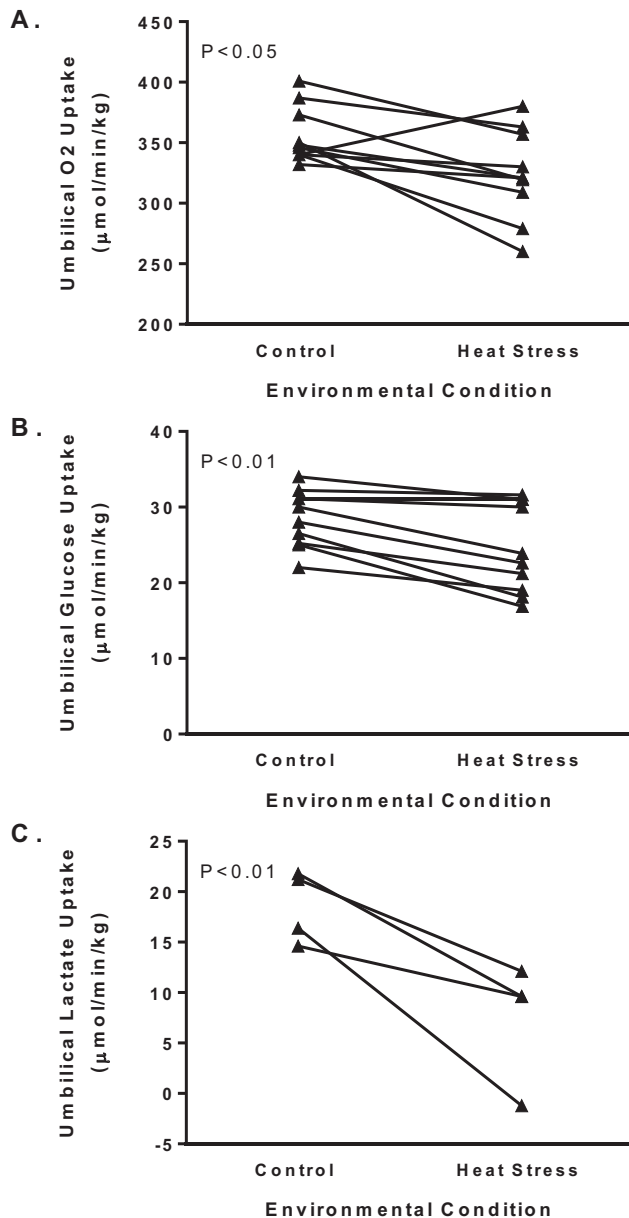 A.
Umbilical O2 Uptake
(μmol/min/kg)
450
400
350
300
250
200
P<0.05
Control
Heat Stress
Environmental Condition
B.
Umbilical Glucose Uptake
(μmol/min/kg)
40
30
20
10
0
P<0.01
Control
Heat Stress
Environmental Condition
C.
Umbilical Lactate Uptake
(μmol/min/kg)
25
20
15
10
5
0
-5
P<0.01
Control
Heat Stress
Environmental Condition